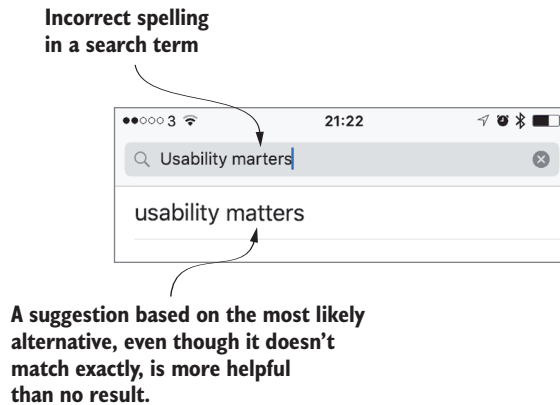 Incorrect spelling
in a search term
3 21:22
Usability marters
usability matters
A suggestion based on the most likely
alternative, even though it doesn’t
match exactly, is more helpful
than no result.